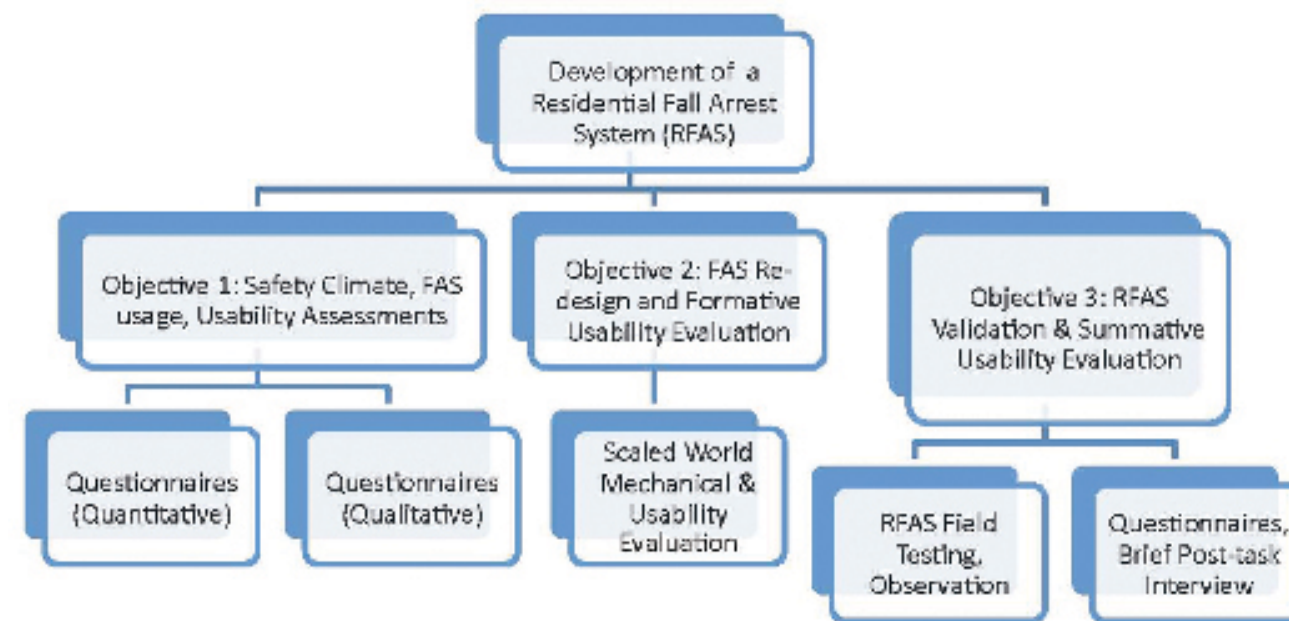 Development of a
Residential Fall Arrest
System (RFAS)
Objective 1: Safety Climate, FAS
usage, Usability Assessments
Objective 2: FAS Re-
design and Formative
Usability Evaluation
Objective 3: RFAS
Validation & Summative
Usability Evaluation
Questionnaires
(Quantitative)
Questionnaires
(Qualitative)
Scaled World
Mechanical &
Usability
Evaluation
RFAS Field
Testing,
Observation
Questionnaires,
Brief Post-task
Interview